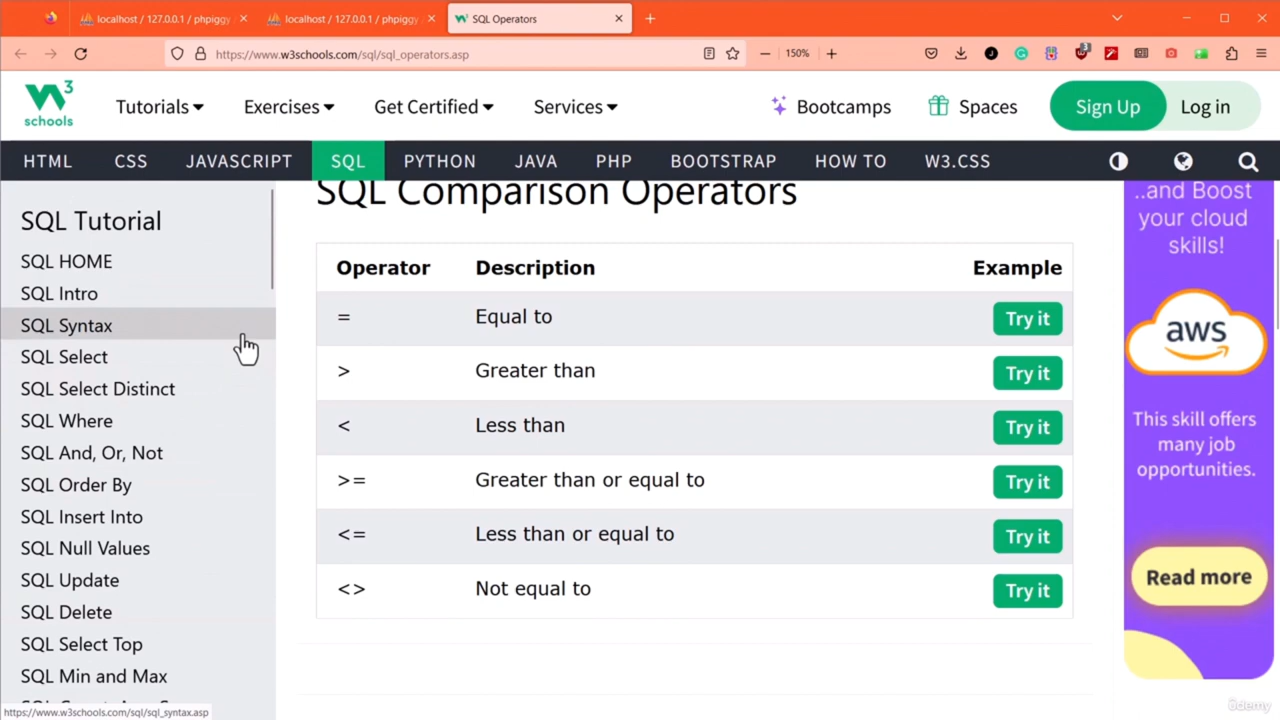 localhost / 127.0.0.1 / phpiggy
localhost / 127.0.0.1 / phpiggy
SQL Operators
https://www.w3schools.com/sql/sql_operators.asp
150%
3
W3 schools
Tutorials
Exercises
Get Certified
Services
Bootcamps
Spaces
Sign Up
Log in
HTML
CSS
JAVASCRIPT
SQL
PYTHON
JAVA
PHP
BOOTSTRAP
HOW TO
W3.CSS
SQL Tutorial
SQL HOME
SQL Intro
SQL Syntax
SQL Select
SQL Select Distinct
SQL Where
SQL And, Or, Not
SQL Order By
SQL Insert Into
SQL Null Values
SQL Update
SQL Delete
SQL Select Top
SQL Min and Max
SQL Comparison Operators
Operator Description Example
= Equal to Try it
> Greater than Try it
< Less than Try it
>= Greater than or equal to Try it
<= Less than or equal to Try it
<> Not equal to Try it
..and Boost
your cloud
skills!
aws
This skill offers
many job
opportunities.
Read more
https://www.w3schools.com/sql/sql_syntax.asp
ûdemy